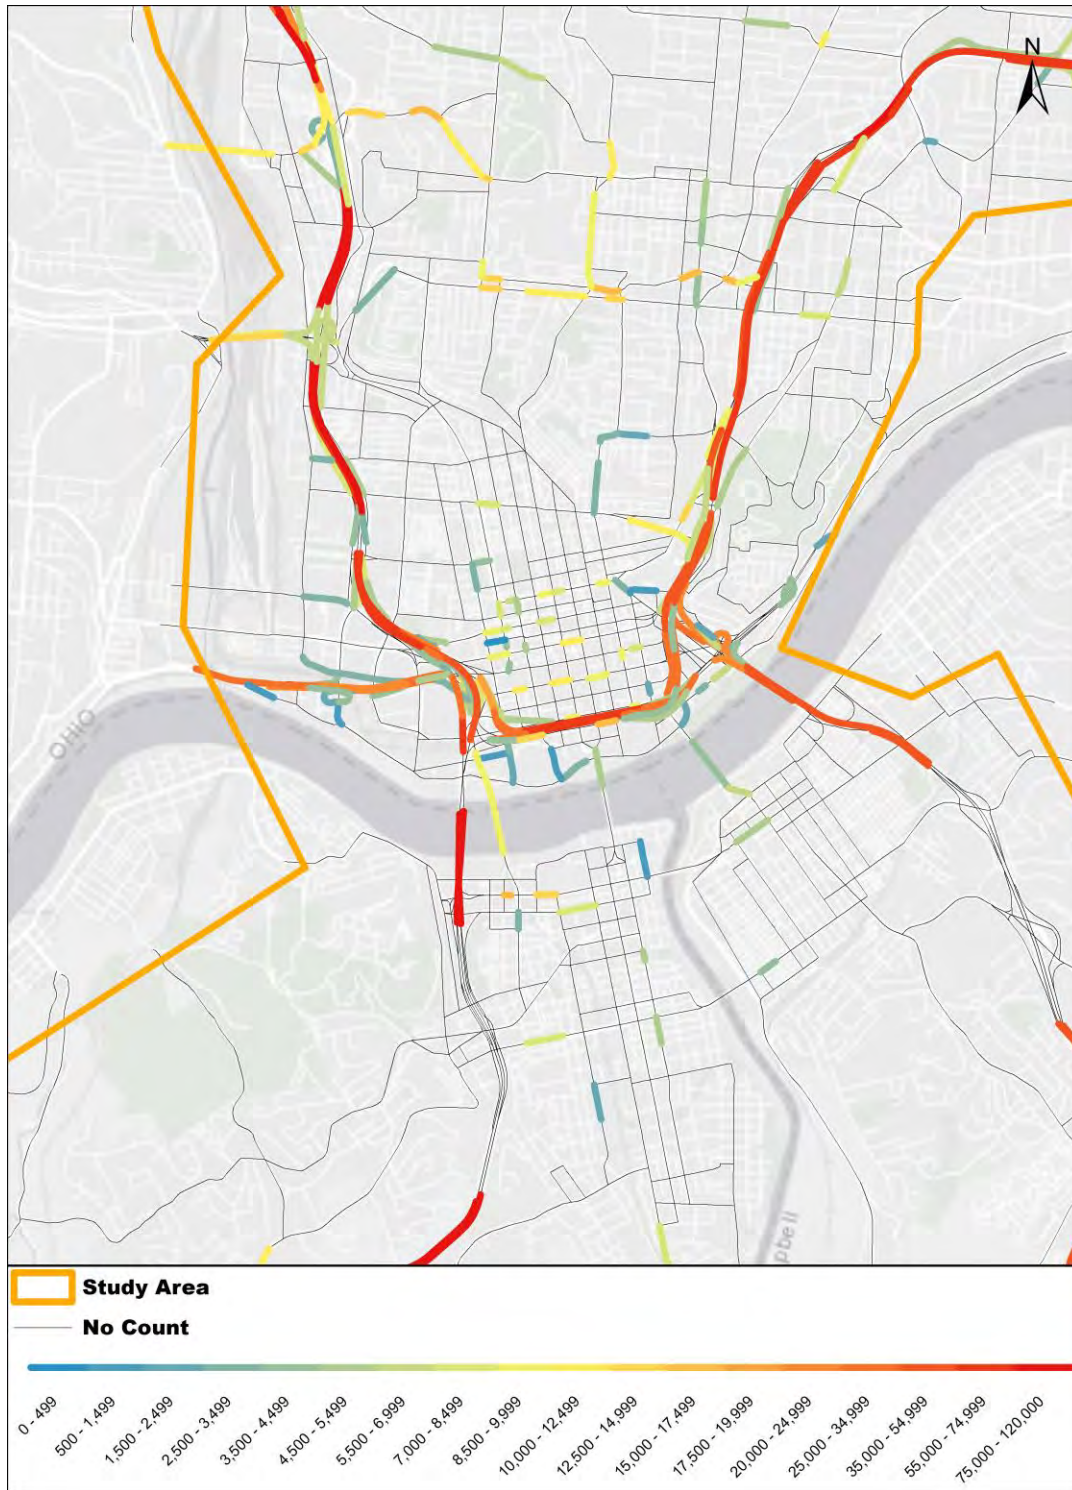 N
OHIO
pbell
Study Area
No Count
0 - 499
500 - 1,499
1,500 - 2,499
2,500 - 3,499
3,500 - 4,499
4,500 - 5,499
5,500 - 6,999
7,000 - 8,499
8,500 - 9,999
10,000 - 12,499
12,500 - 14,999
15,000 - 17,499
17,500 - 19,999
20,000 - 24,999
25,000 - 34,999
35,000 - 54,999
55,000 - 74,999
75,000 - 120,000